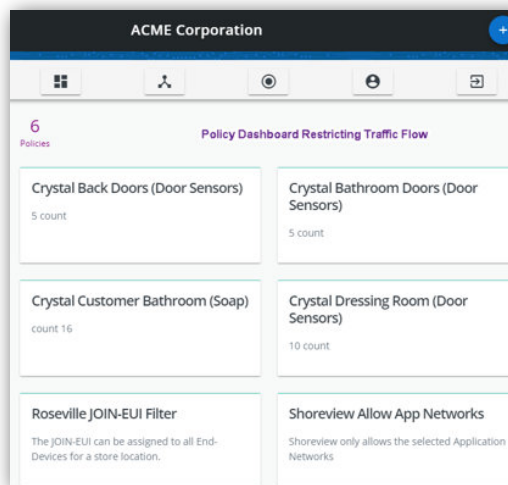 ACME Corporation
+
6
Policies
Policy Dashboard Restricting Traffic Flow
Crystal Back Doors (Door Sensors)
5 count
Crystal Bathroom Doors (Door
Sensors)
5 count
Crystal Customer Bathroom (Soap)
count 16
Crystal Dressing Room (Door
Sensors)
10 count
Roseville JOIN-EUI Filter
The JOIN-EUI can be assigned to all End-
Devices for a store location.
Shoreview Allow App Networks
Shoreview only allows the selected Application
Networks